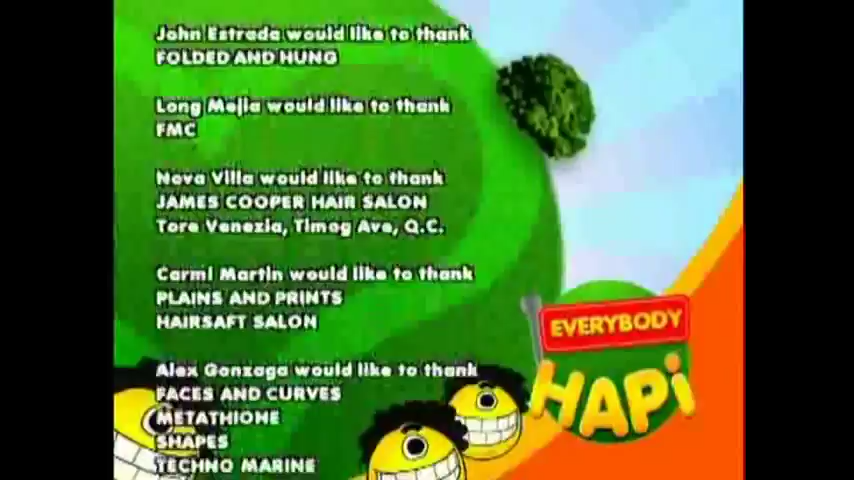 John Estrada would like to thank
FOLDED AND HUNG
Long Mejia would like to thank
FMC
Nova Villa would like to thank
JAMES COOPER HAIR SALON
Tore Venezia, Timog Ave, Q.C.
Carmi Martin would like to thank
PLAINS AND PRINTS
HAIRSAFT SALON
Alex Gonzaga would like to thank
FACES AND CURVES
METATHIONE
SHAPES
TECHNO MARINE
EVERYBODY
HAPi